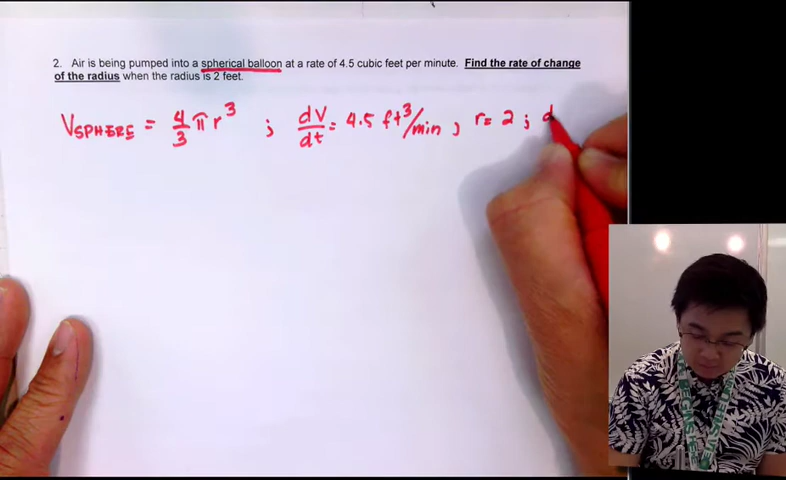 2. Air is being pumped into a spherical balloon at a rate of 4.5 cubic feet per minute. Find the rate of change
of the radius when the radius is 2 feet.
V_SPHERE = 4/3 π r³ ; dV/dt = 4.5 ft³/min ; r = 2 ; d